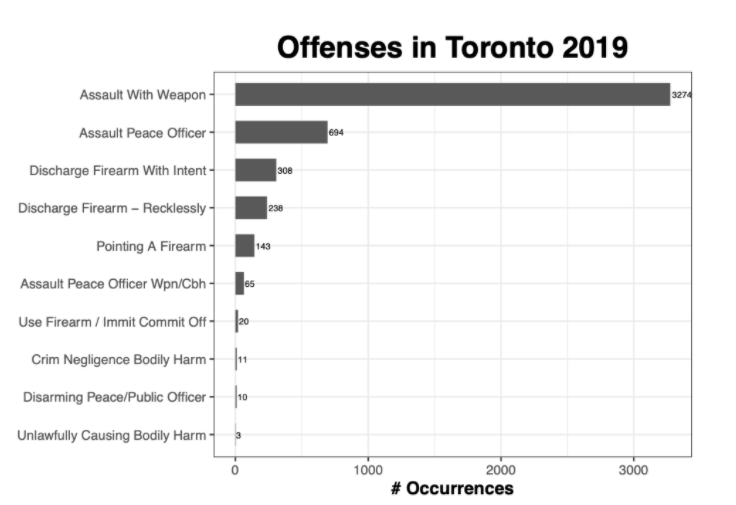 Offenses in Toronto 2019
Assault With Weapon 3274
Assault Peace Officer 694
Discharge Firearm With Intent 308
Discharge Firearm – Recklessly 238
Pointing A Firearm 143
Assault Peace Officer Wpn/Cbh 65
Use Firearm / Immit Commit Off 20
Crim Negligence Bodily Harm 11
Disarming Peace/Public Officer 10
Unlawfully Causing Bodily Harm 3
0 1000 2000 3000
# Occurrences